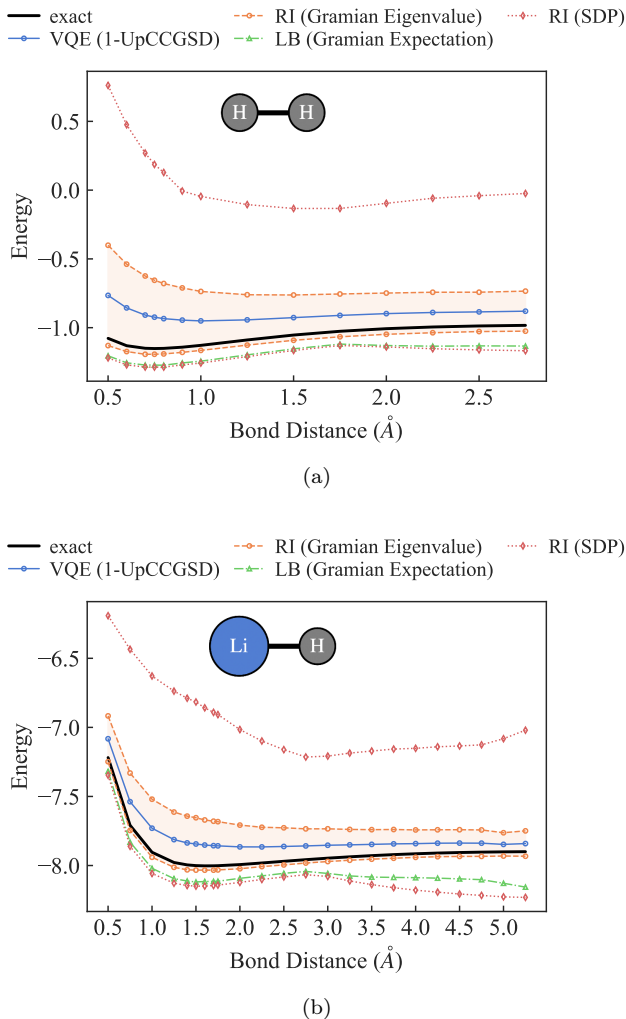 exact RI (Gramian Eigenvalue) RI (SDP)
VQE (1-UpCCGSD) LB (Gramian Expectation)
H H
0.5
0.0
−0.5
−1.0
Energy
0.5 1.0 1.5 2.0 2.5
Bond Distance (Å)
(a)
exact RI (Gramian Eigenvalue) RI (SDP)
VQE (1-UpCCGSD) LB (Gramian Expectation)
Li H
−6.5
−7.0
−7.5
−8.0
Energy
0.5 1.0 1.5 2.0 2.5 3.0 3.5 4.0 4.5 5.0
Bond Distance (Å)
(b)